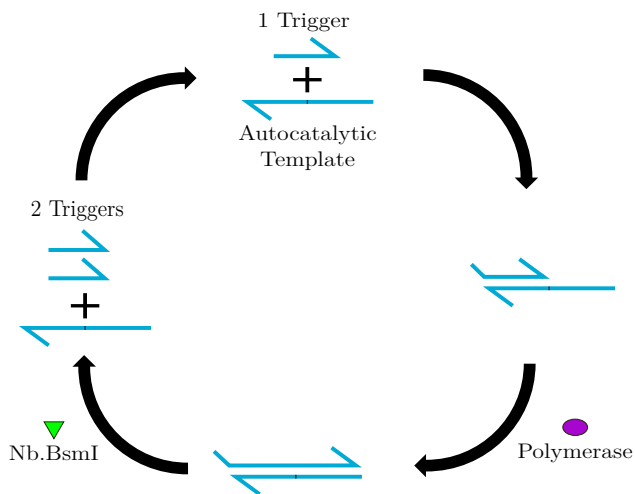 1 Trigger
Autocatalytic
Template
2 Triggers
Nb.BsmI
Polymerase